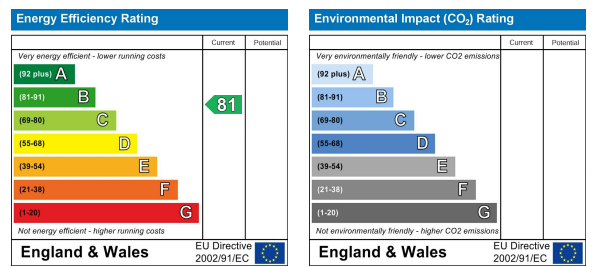 Energy Efficiency Rating
Current Potential
Very energy efficient - lower running costs
(92 plus) A
(81-91) B
81
(69-80) C
(55-68) D
(39-54) E
(21-38) F
(1-20) G
Not energy efficient - higher running costs
England & Wales
EU Directive
2002/91/EC
Environmental Impact (CO₂) Rating
Current Potential
Very environmentally friendly - lower CO2 emissions
(92 plus) A
(81-91) B
(69-80) C
(55-68) D
(39-54) E
(21-38) F
(1-20) G
Not environmentally friendly - higher CO2 emissions
England & Wales
EU Directive
2002/91/EC